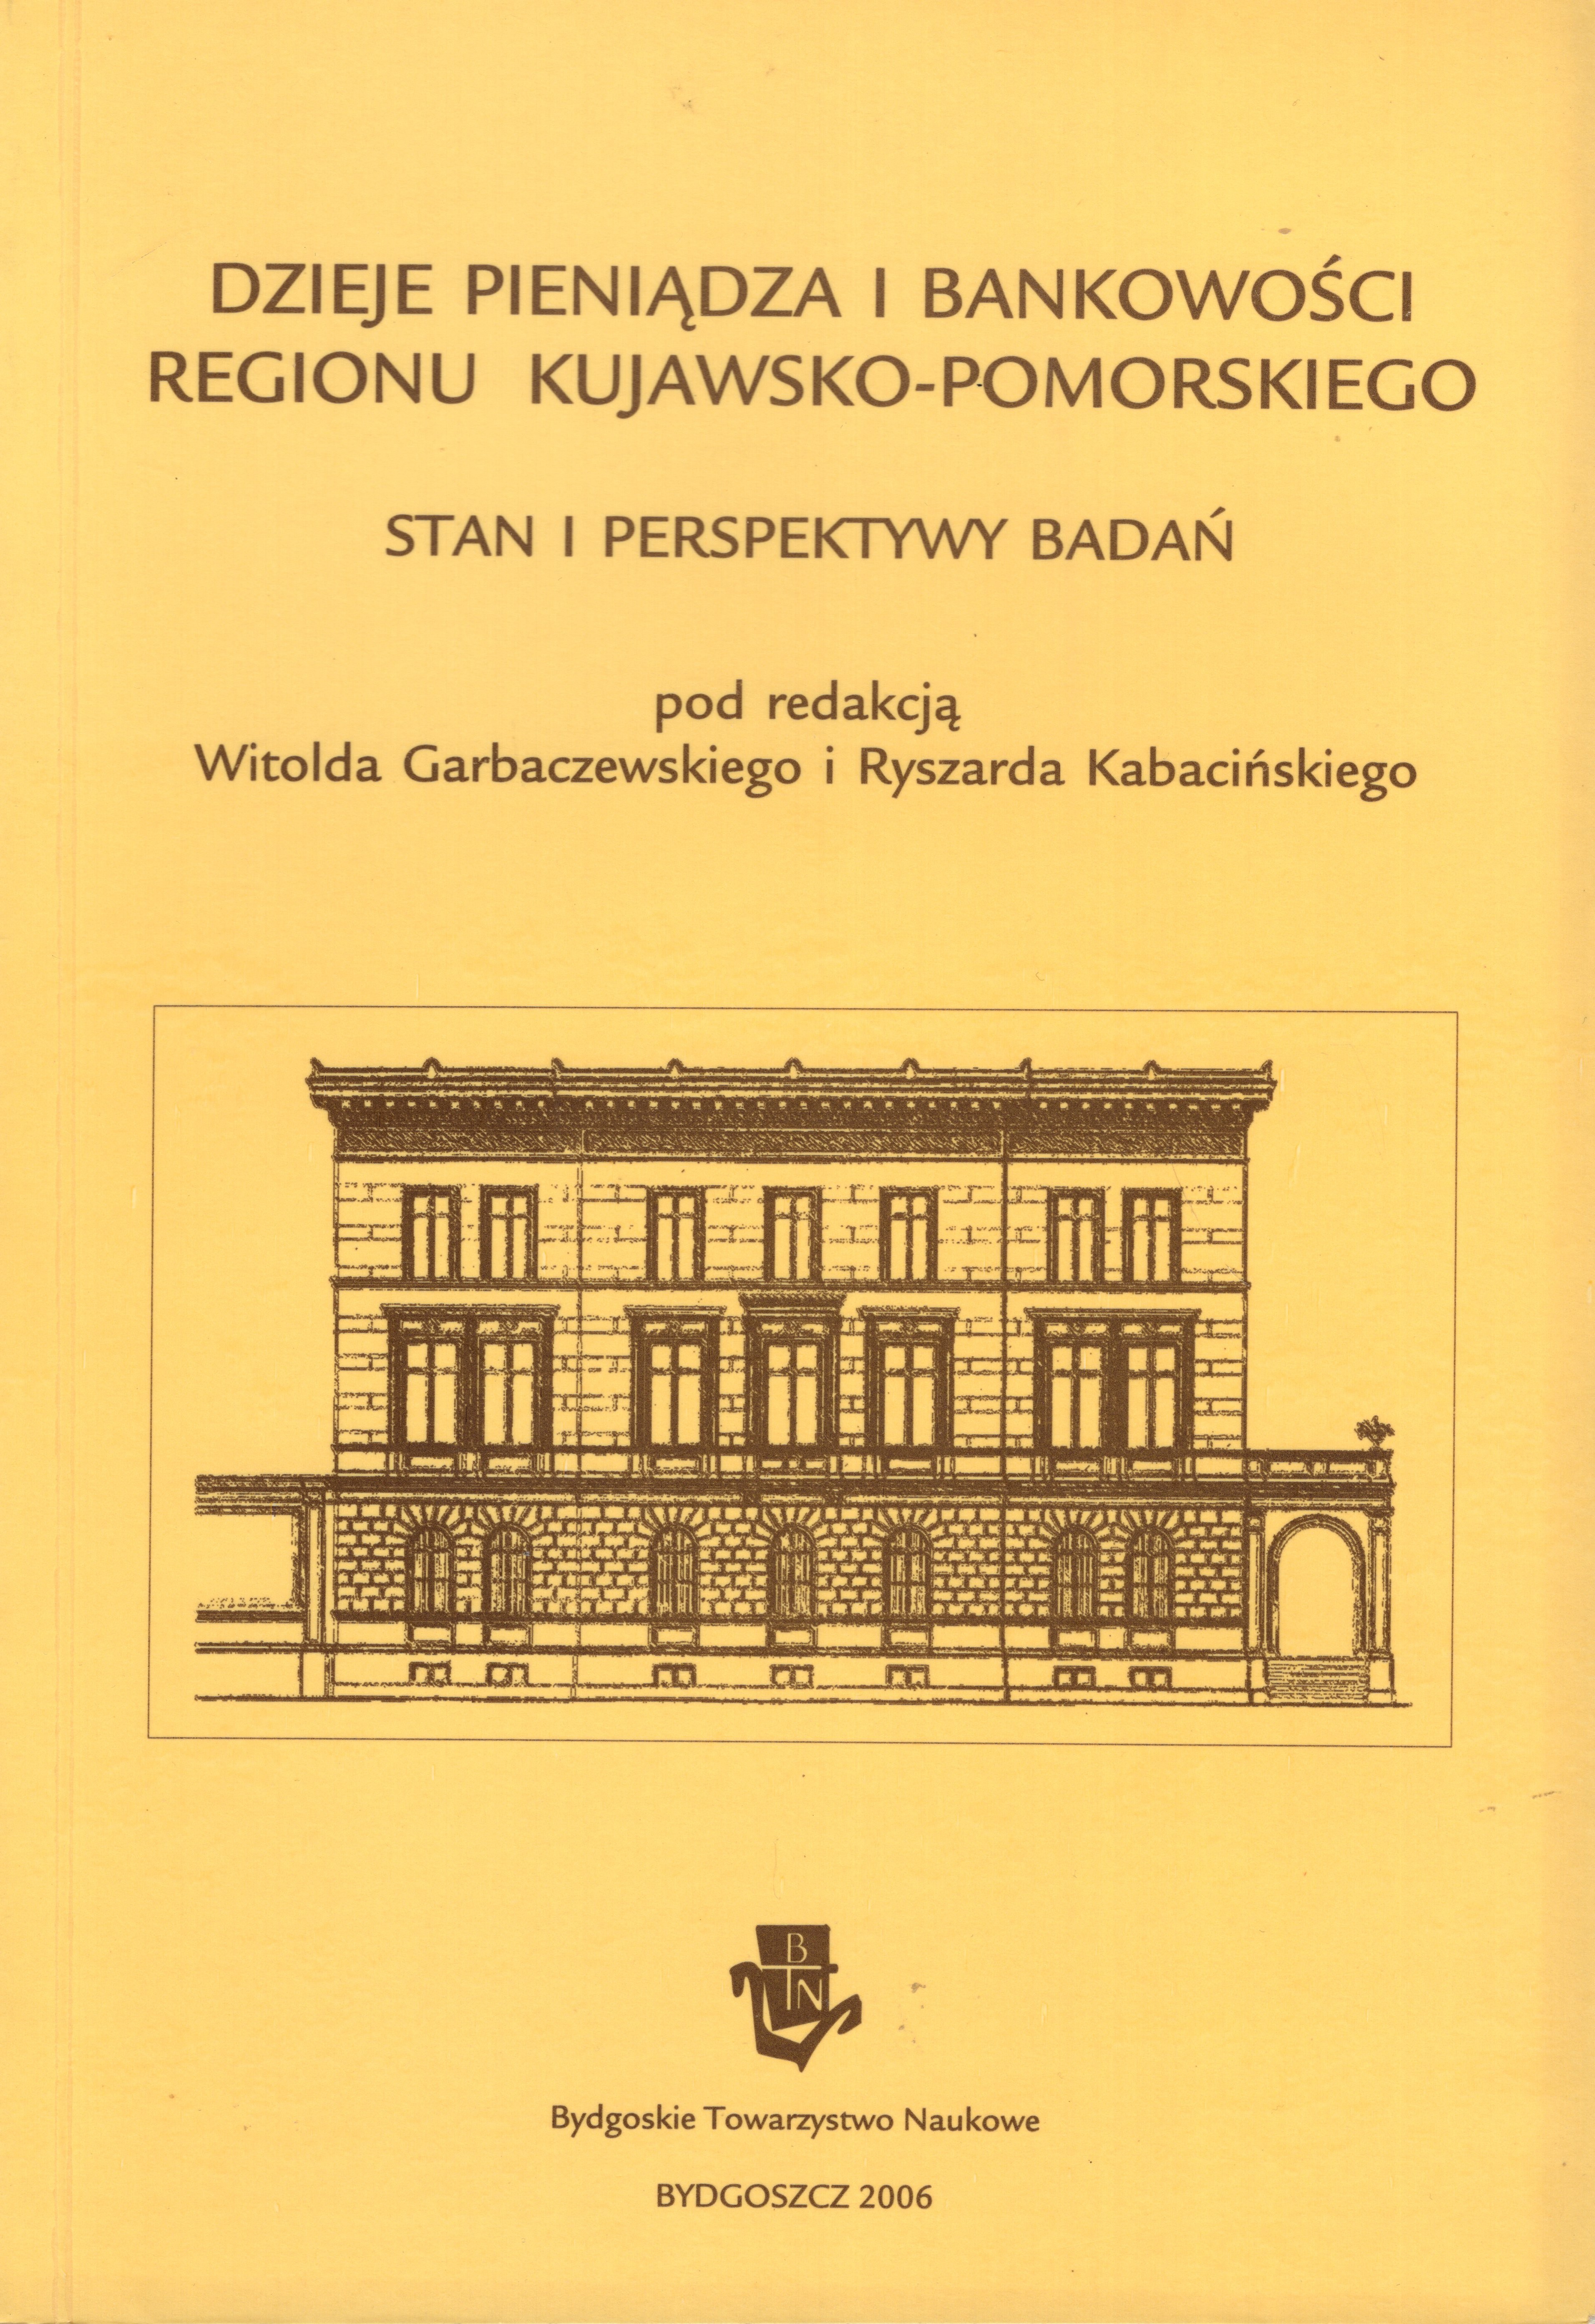 DZIEJE PIENIĄDZA I BANKOWOŚCI
REGIONU KUJAWSKO-POMORSKIEGO
STAN I PERSPEKTYWY BADAŃ
pod redakcją
Witolda Garbaczewskiego i Ryszarda Kabacińskiego
B
TN
Bydgoskie Towarzystwo Naukowe
BYDGOSZCZ 2006